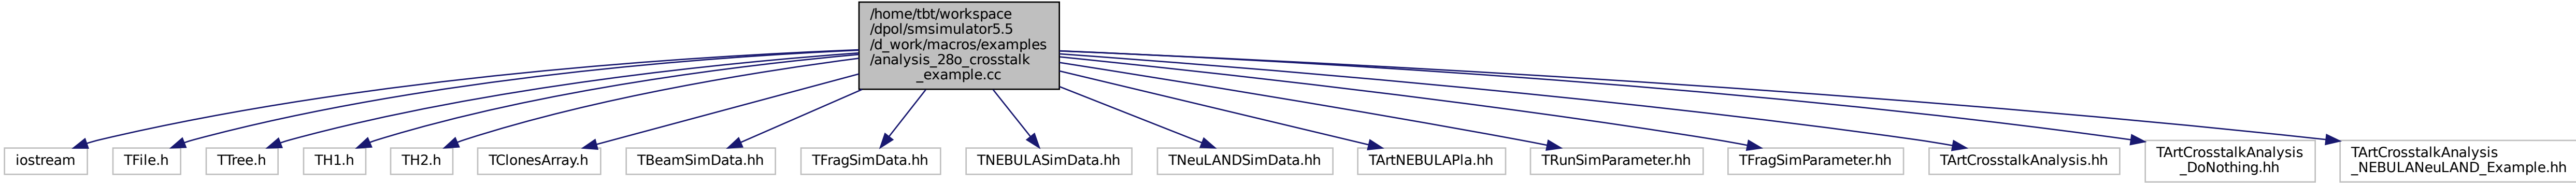 /home/tbt/workspace
/dpol/smsimulator5.5
/d_work/macros/examples
/analysis_28o_crosstalk
_example.cc
iostream
TFile.h
TTree.h
TH1.h
TH2.h
TClonesArray.h
TBeamSimData.hh
TFragSimData.hh
TNEBULASimData.hh
TNeuLANDSimData.hh
TArtNEBULAPla.hh
TRunSimParameter.hh
TFragSimParameter.hh
TArtCrosstalkAnalysis.hh
TArtCrosstalkAnalysis
_DoNothing.hh
TArtCrosstalkAnalysis
_NEBULANeuLAND_Example.hh